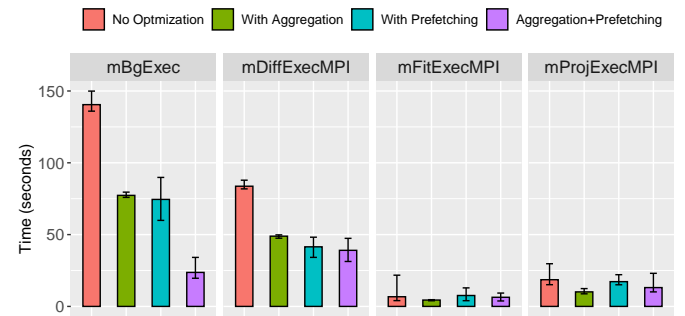 No Optmization With Aggregation With Prefetching Aggregation+Prefetching
mBgExec mDiffExecMPI mFitExecMPI mProjExecMPI
150
100
50
0
Time (seconds)